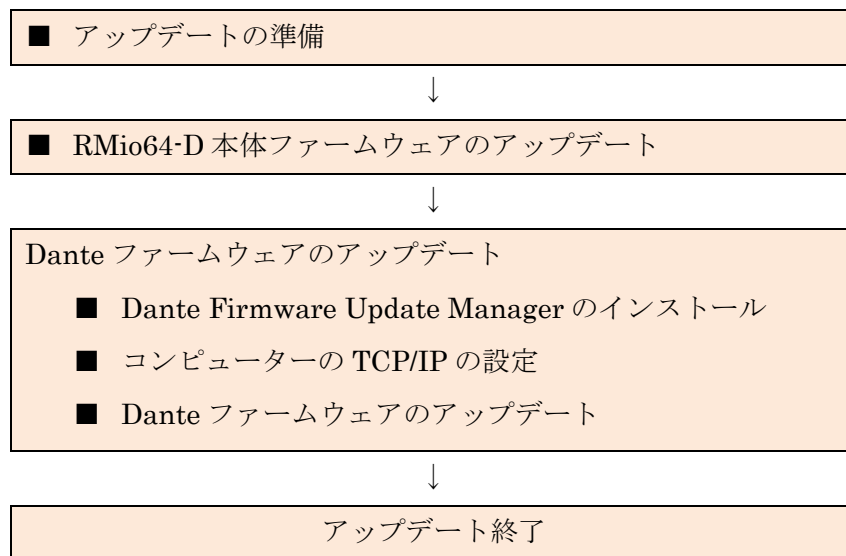 ■ アップデートの準備
↓
■ RMio64-D 本体ファームウェアのアップデート
↓
Dante ファームウェアのアップデート
■ Dante Firmware Update Manager のインストール
■ コンピューターの TCP/IP の設定
■ Dante ファームウェアのアップデート
↓
アップデート終了